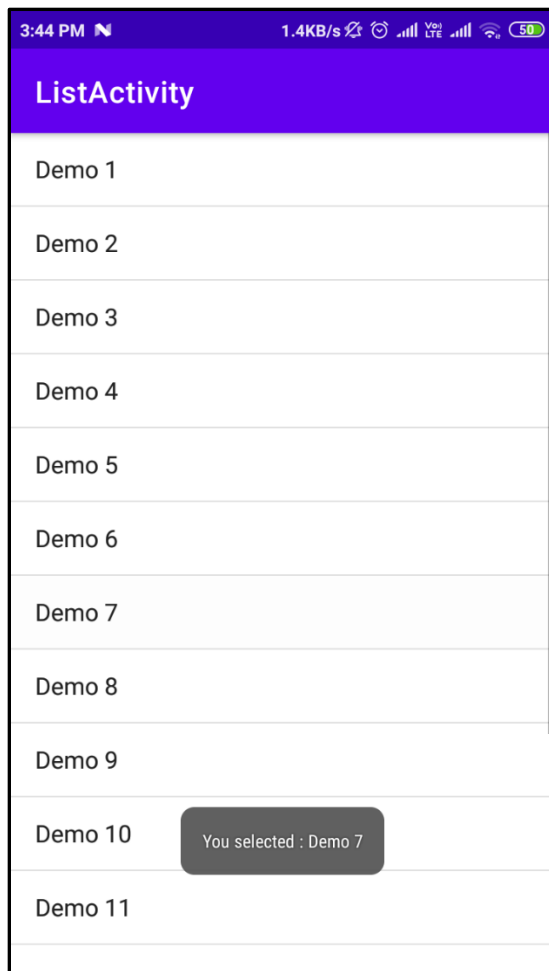 3:44 PM N 1.4KB/s VoLTE 50
ListActivity
Demo 1
Demo 2
Demo 3
Demo 4
Demo 5
Demo 6
Demo 7
Demo 8
Demo 9
Demo 10
You selected : Demo 7
Demo 11